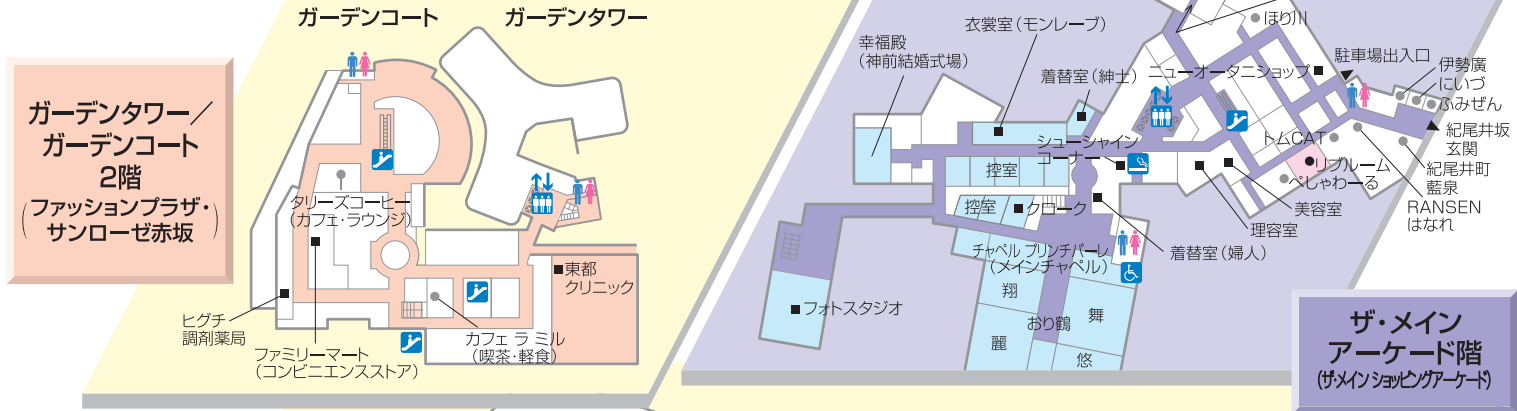 ガーデンコート
ガーデンタワー
ガーデンタワー／
ガーデンコート
2階
(ファッションプラザ・
サンローゼ赤坂)
タリーズコーヒー
(カフェ・ラウンジ)
東都
クリニック
ヒグチ
調剤薬局
ファミリーマート
(コンビニエンスストア)
カフェ ラ ミル
(喫茶・軽食)
幸福殿
(神前結婚式場)
衣裳室(モンレーブ)
着替室(紳士)
ニューオータニショップ
ほり川
駐車場出入口
伊勢廣
にいづ
ふみぜん
紀尾井坂
玄関
紀尾井町
藍泉
RANSEN
はなれ
トムCAT
リブルーム
ぺしゃわーる
美容室
理容室
シューシャイン
コーナー
控室
控室
クローク
着替室(婦人)
チャペル プリンチパーレ
(メインチャペル)
フォトスタジオ
翔
舞
おり鶴
麗
悠
ザ・メイン
アーケード階
(ザ・メイン ショッピングアーケード)